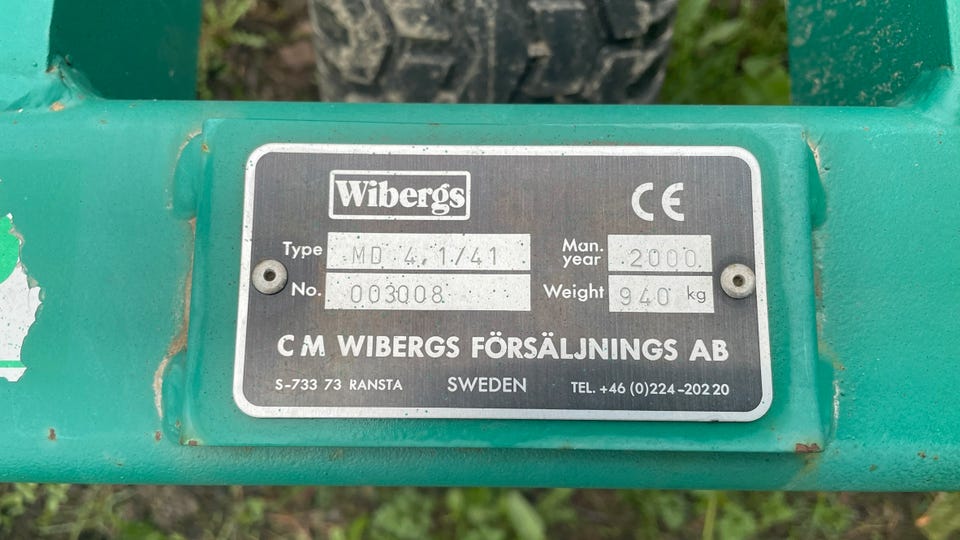 Wibergs
CE
Type MD 4,1/41
Man. year 2000
No. 003008
Weight 940 kg
C M WIBERGS FÖRSÄLJNINGS AB
S-733 73 RANSTA SWEDEN TEL. +46 (0)224-202 20